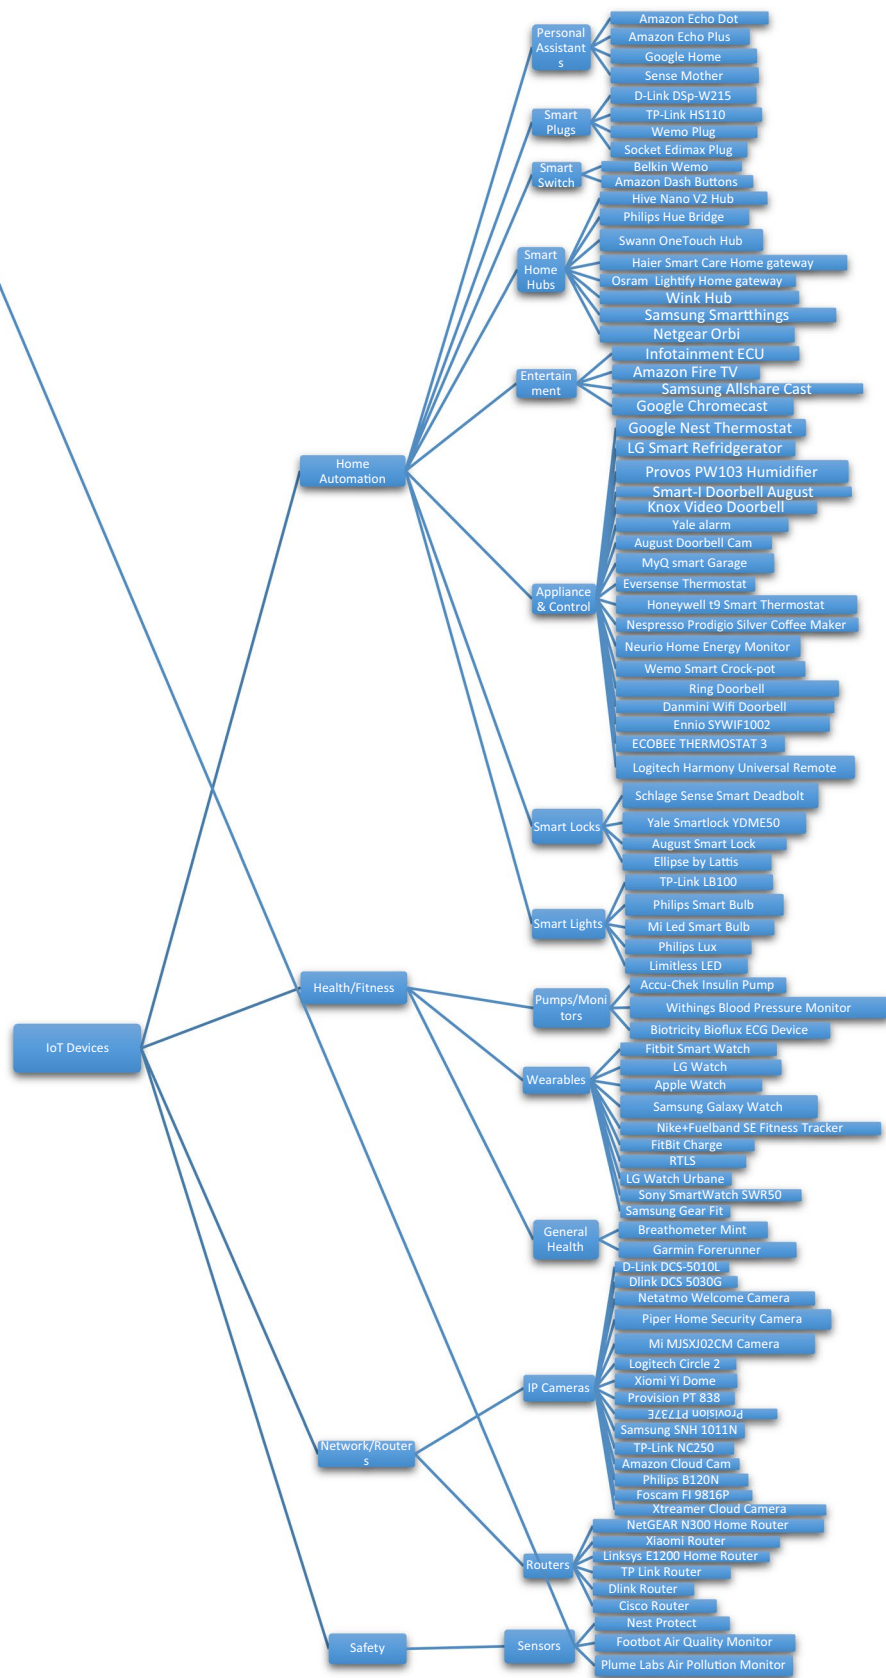 Personal
Assistant
s
Amazon Echo Dot
Amazon Echo Plus
Google Home
Sense Mother
Smart
Plugs
D-Link DSp-W215
TP-Link HS110
Wemo Plug
Socket Edimax Plug
Smart
Switch
Belkin Wemo
Amazon Dash Buttons
Smart
Home
Hubs
Hive Nano V2 Hub
Philips Hue Bridge
Swann OneTouch Hub
Haier Smart Care Home gateway
Osram Lightify Home gateway
Wink Hub
Samsung Smartthings
Netgear Orbi
Entertain
ment
Infotainment ECU
Amazon Fire TV
Samsung Allshare Cast
Google Chromecast
Home
Automation
Appliance
& Control
Google Nest Thermostat
LG Smart Refridgerator
Provos PW103 Humidifier
Smart-I Doorbell August
Knox Video Doorbell
Yale alarm
August Doorbell Cam
MyQ smart Garage
Eversense Thermostat
Honeywell t9 Smart Thermostat
Nespresso Prodigio Silver Coffee Maker
Neurio Home Energy Monitor
Wemo Smart Crock-pot
Ring Doorbell
Danmini Wifi Doorbell
Ennio SYWIF1002
ECOBEE THERMOSTAT 3
Logitech Harmony Universal Remote
Smart Locks
Schlage Sense Smart Deadbolt
Yale Smartlock YDME50
August Smart Lock
Ellipse by Lattis
Smart Lights
TP-Link LB100
Philips Smart Bulb
Mi Led Smart Bulb
Philips Lux
Limitless LED
Health/Fitness
Pumps/Moni
tors
Accu-Chek Insulin Pump
Withings Blood Pressure Monitor
Biotricity Bioflux ECG Device
IoT Devices
Wearables
Fitbit Smart Watch
LG Watch
Apple Watch
Samsung Galaxy Watch
Nike+Fuelband SE Fitness Tracker
FitBit Charge
RTLS
LG Watch Urbane
Sony SmartWatch SWR50
Samsung Gear Fit
General
Health
Breathometer Mint
Garmin Forerunner
Network/Router
s
IP Cameras
D-Link DCS-5010L
Dlink DCS 5030G
Netatmo Welcome Camera
Piper Home Security Camera
Mi MJSXJ02CM Camera
Logitech Circle 2
Xiomi Yi Dome
Provision PT 838
Provision PT737E
Samsung SNH 1011N
TP-Link NC250
Amazon Cloud Cam
Philips B120N
Foscam FI 9816P
Xtreamer Cloud Camera
Routers
NetGEAR N300 Home Router
Xiaomi Router
Linksys E1200 Home Router
TP Link Router
Dlink Router
Cisco Router
Safety
Sensors
Nest Protect
Footbot Air Quality Monitor
Plume Labs Air Pollution Monitor